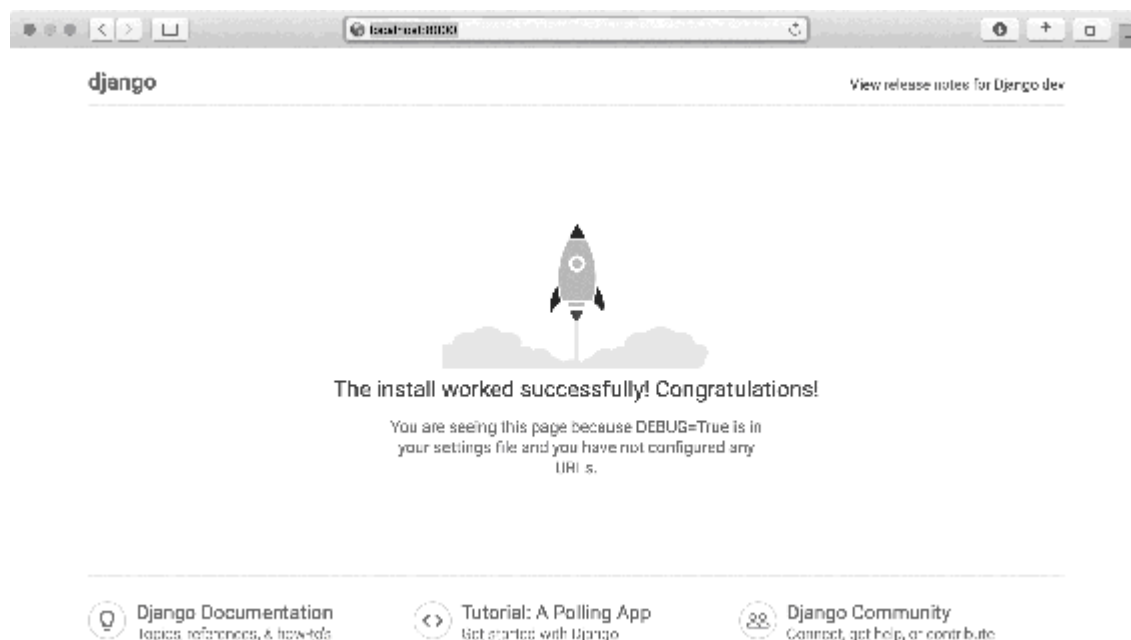 localhost:8000
django
View release notes for Django dev
The install worked successfully! Congratulations!
You are seeing this page because DEBUG=True is in
your settings file and you have not configured any
URLs.
Django Documentation
Topics, references, & how-to's
Tutorial: A Polling App
Get started with Django
Django Community
Connect, get help, or contribute